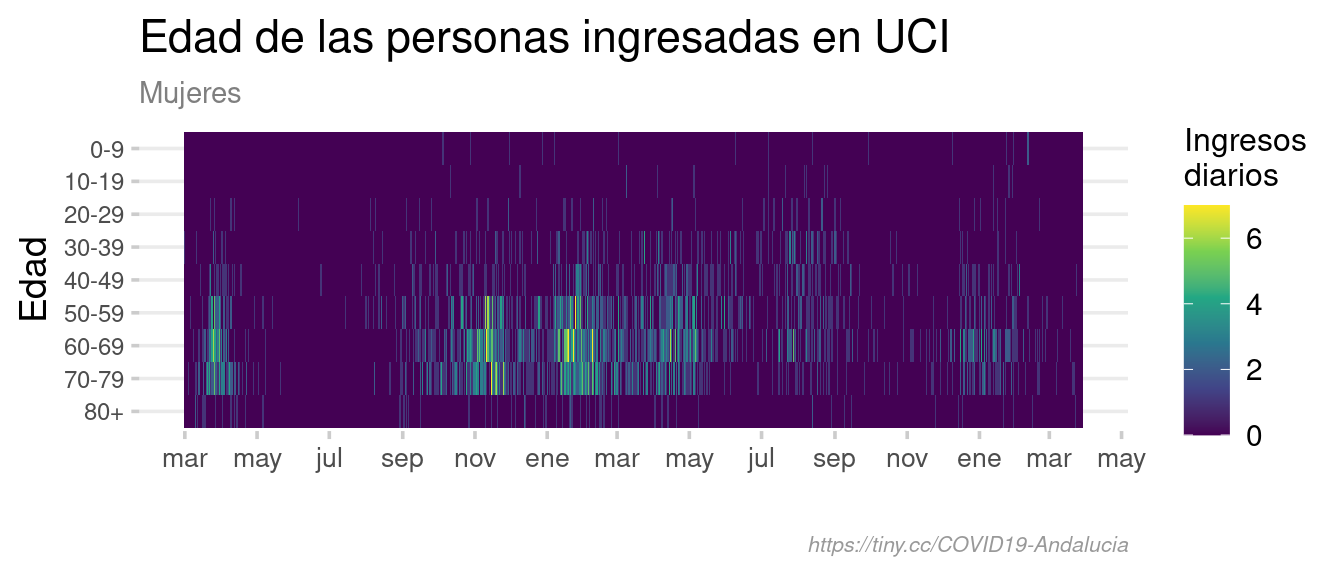 Edad de las personas ingresadas en UCI
Mujeres
Edad
0-9
10-19
20-29
30-39
40-49
50-59
60-69
70-79
80+
mar may jul sep nov ene mar may jul sep nov ene mar may
Ingresos
diarios
6
4
2
0
https://tiny.cc/COVID19-Andalucia